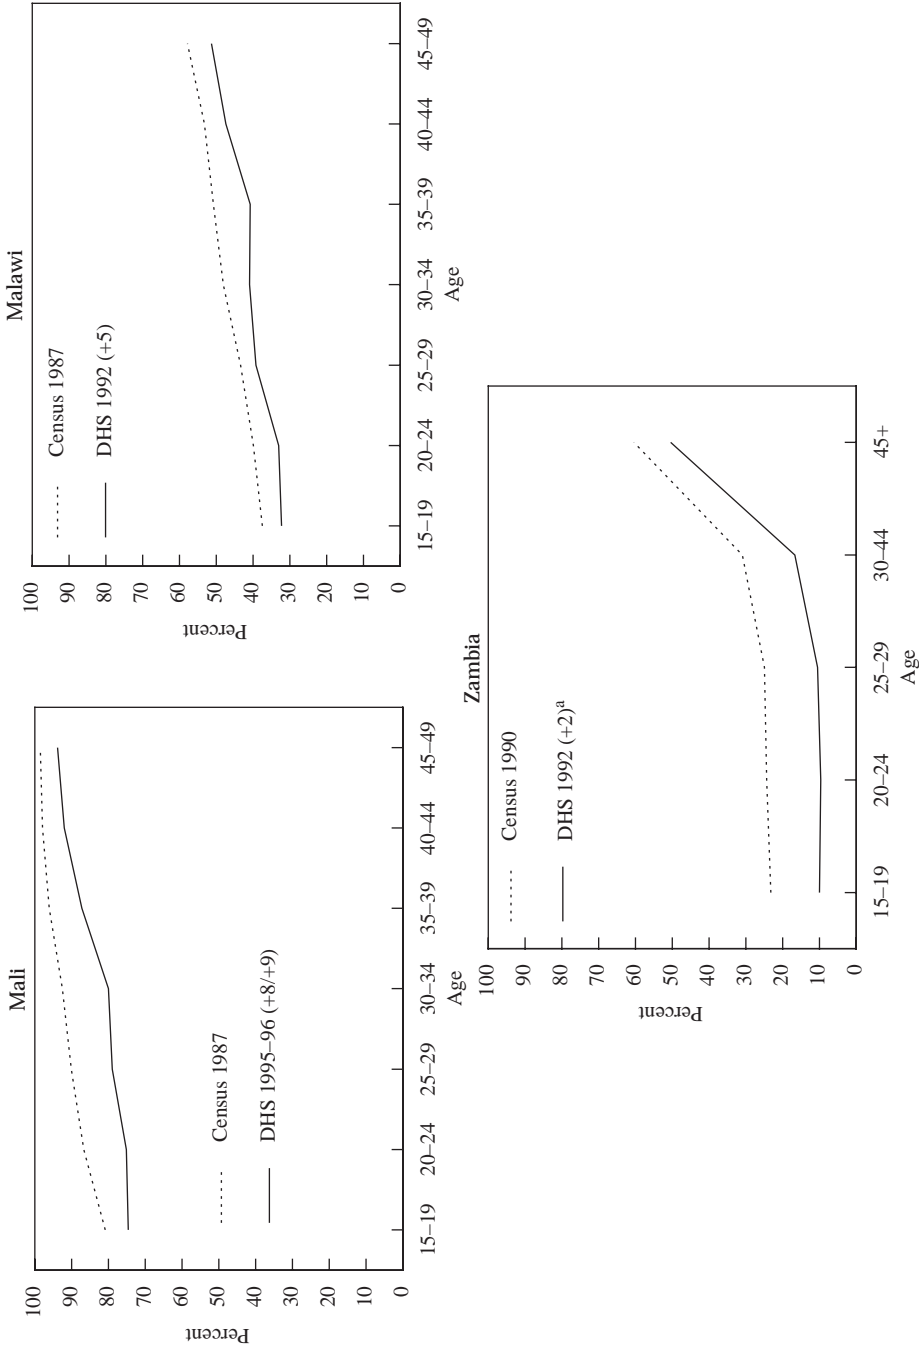 Mali
Percent
100
90
80
70
60
50
40
30
20
10
0
Census 1987
DHS 1995–96 (+8/+9)
15–19 20–24 25–29 30–34 35–39 40–44 45–49
Age
Malawi
Percent
100
90
80
70
60
50
40
30
20
10
0
Census 1987
DHS 1992 (+5)
15–19 20–24 25–29 30–34 35–39 40–44 45–49
Age
Zambia
Percent
100
90
80
70
60
50
40
30
20
10
0
Census 1990
DHS 1992 (+2)ᵃ
15–19 20–24 25–29 30–44 45+
Age